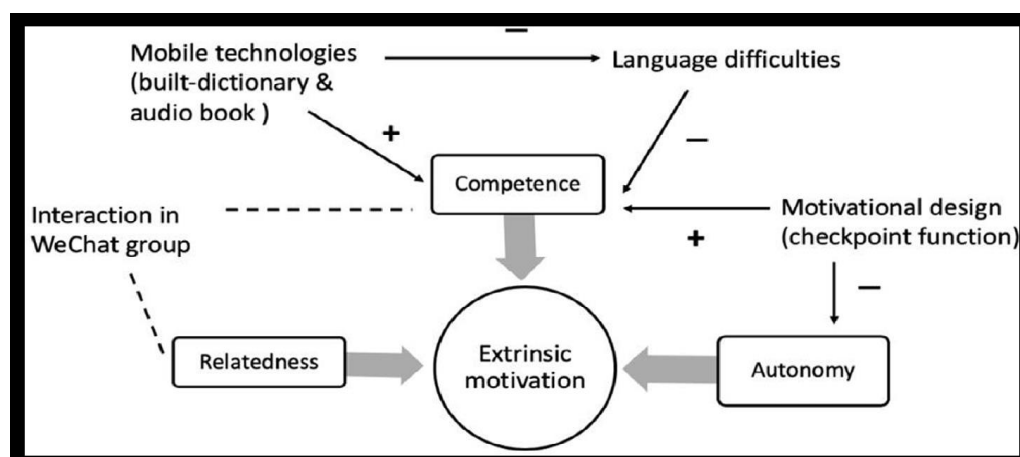 Mobile technologies
(built-dictionary &
audio book )
−
Language difficulties
+
−
Competence
Interaction in
WeChat group
Motivational design
(checkpoint function)
+
−
Relatedness
Extrinsic
motivation
Autonomy